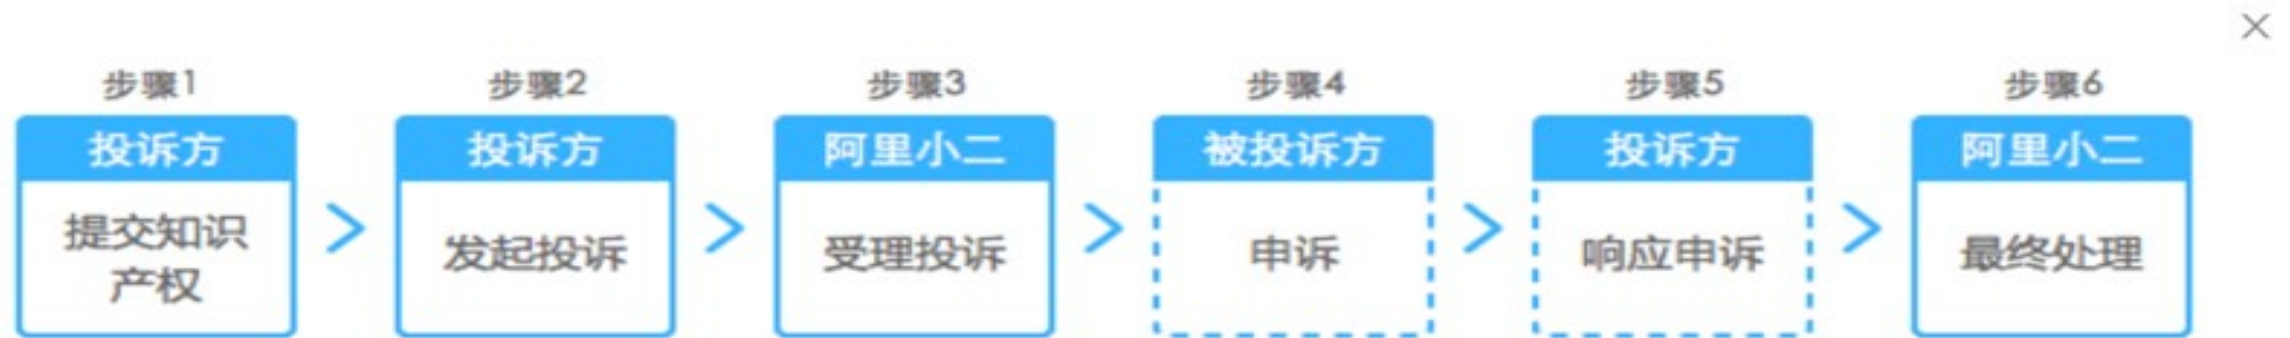 步骤1
投诉方
提交知识
产权
步骤2
投诉方
发起投诉
步骤3
阿里小二
受理投诉
步骤4
被投诉方
申诉
步骤5
投诉方
响应申诉
步骤6
阿里小二
最终处理